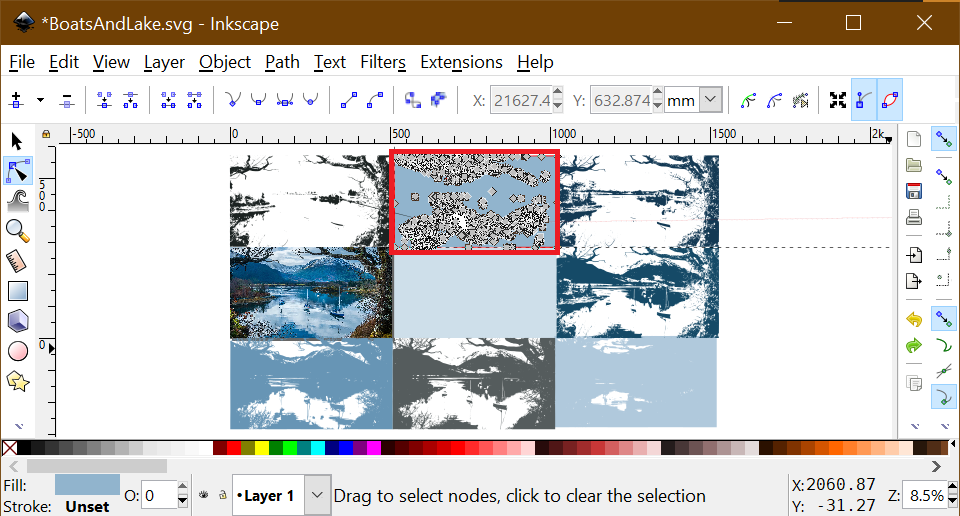 *BoatsAndLake.svg - Inkscape
File Edit View Layer Object Path Text Filters Extensions Help
X: 21627.4 Y: 632.874 mm
-500 0 500 1000 1500 2k
500
0
Fill:
Stroke: Unset
O: 0
•Layer 1
Drag to select nodes, click to clear the selection
X:2060.87
Y: -31.27
Z: 8.5%